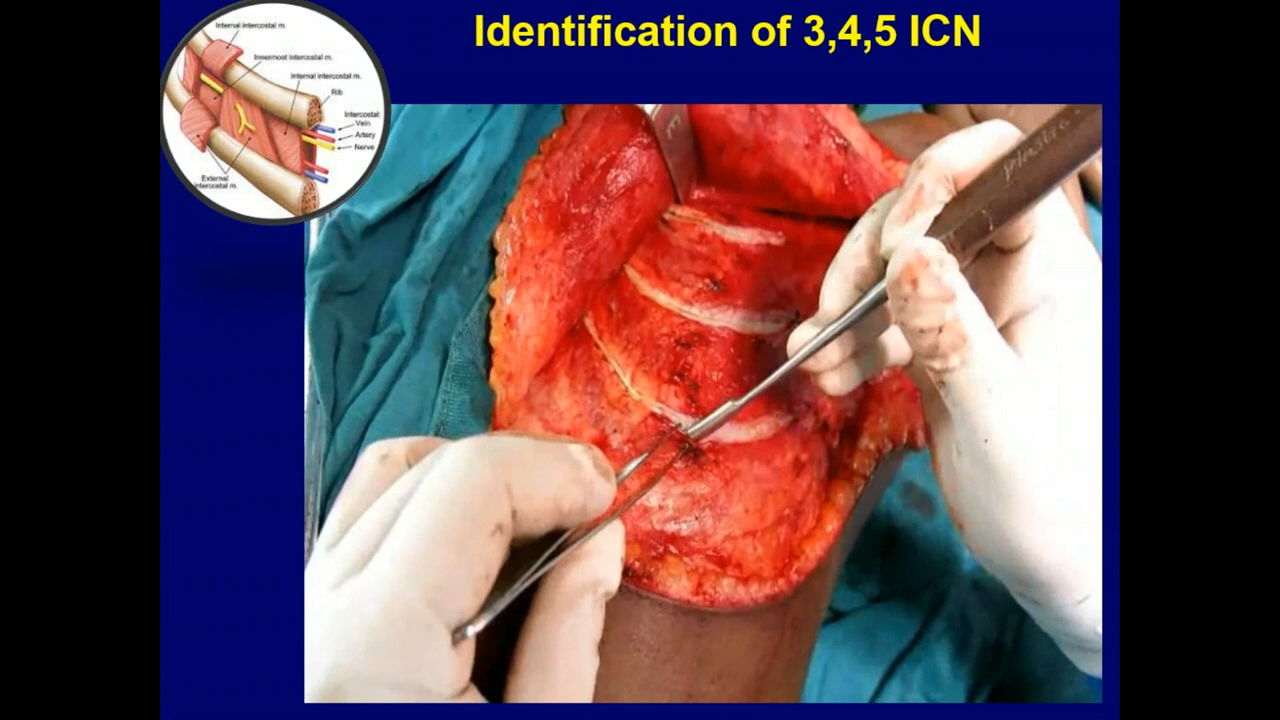 Identification of 3,4,5 ICN
Internal intercostal m.
Innermost intercostal m.
Internal intercostal m.
Rib
Intercostal:
Vein
Artery
Nerve
External
intercostal m.